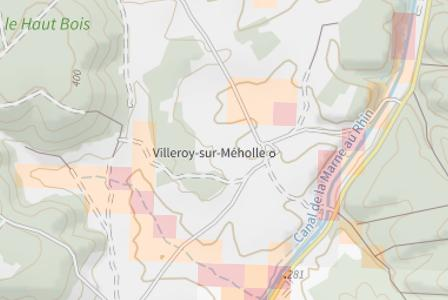 le Haut Bois
400
Villeroy-sur-Méholle
Canal de la Marne au Rhin
281